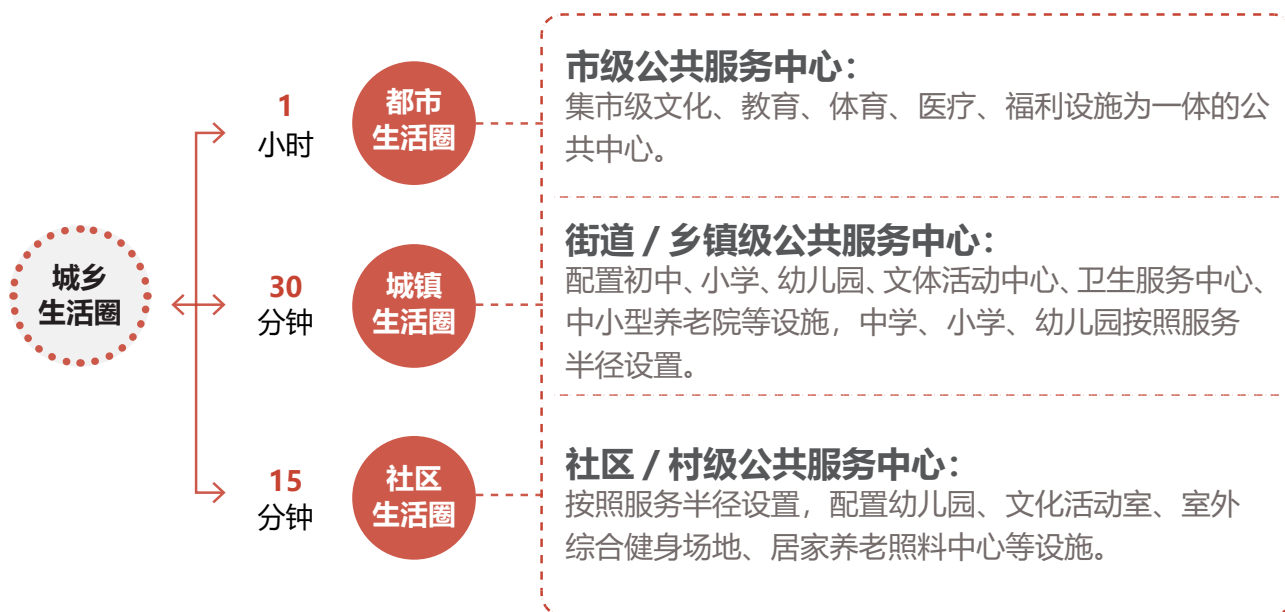 城乡
生活圈
1
小时
都市
生活圈
市级公共服务中心：
集市级文化、教育、体育、医疗、福利设施为一体的公
共中心。
30
分钟
城镇
生活圈
街道 / 乡镇级公共服务中心：
配置初中、小学、幼儿园、文体活动中心、卫生服务中心、
中小型养老院等设施，中学、小学、幼儿园按照服务
半径设置。
15
分钟
社区
生活圈
社区 / 村级公共服务中心：
按照服务半径设置，配置幼儿园、文化活动室、室外
综合健身场地、居家养老照料中心等设施。